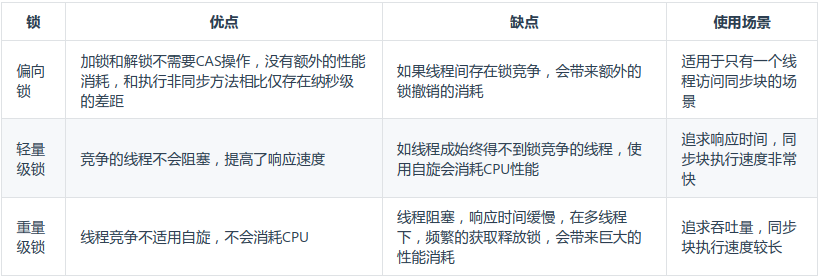 锁 优点 缺点 使用场景
偏向
锁
加锁和解锁不需要CAS操作，没有额外的性能
消耗，和执行非同步方法相比仅存在纳秒级
的差距
如果线程间存在锁竞争，会带来额外的
锁撤销的消耗
适用于只有一个线
程访问同步块的场
景
轻量
级锁
竞争的线程不会阻塞，提高了响应速度
如线程成始终得不到锁竞争的线程，使
用自旋会消耗CPU性能
追求响应时间，同
步块执行速度非常
快
重量
级锁
线程竞争不适用自旋，不会消耗CPU
线程阻塞，响应时间缓慢，在多线程
下，频繁的获取释放锁，会带来巨大的
性能消耗
追求吞吐量，同步
块执行速度较长